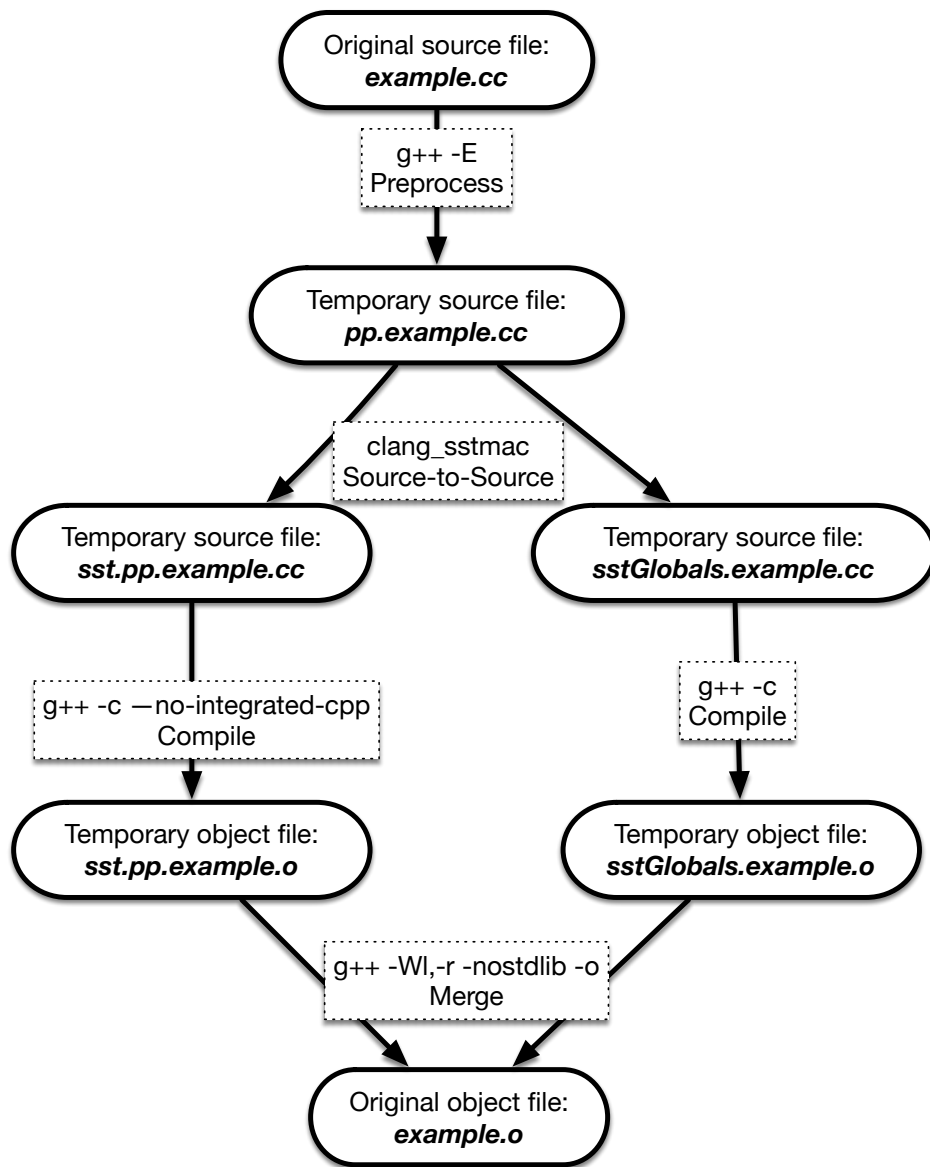 Original source file:
example.cc
g++ -E
Preprocess
Temporary source file:
pp.example.cc
clang_sstmac
Source-to-Source
Temporary source file:
sst.pp.example.cc
Temporary source file:
sstGlobals.example.cc
g++ -c —no-integrated-cpp
Compile
g++ -c
Compile
Temporary object file:
sst.pp.example.o
Temporary object file:
sstGlobals.example.o
g++ -Wl,-r -nostdlib -o
Merge
Original object file:
example.o